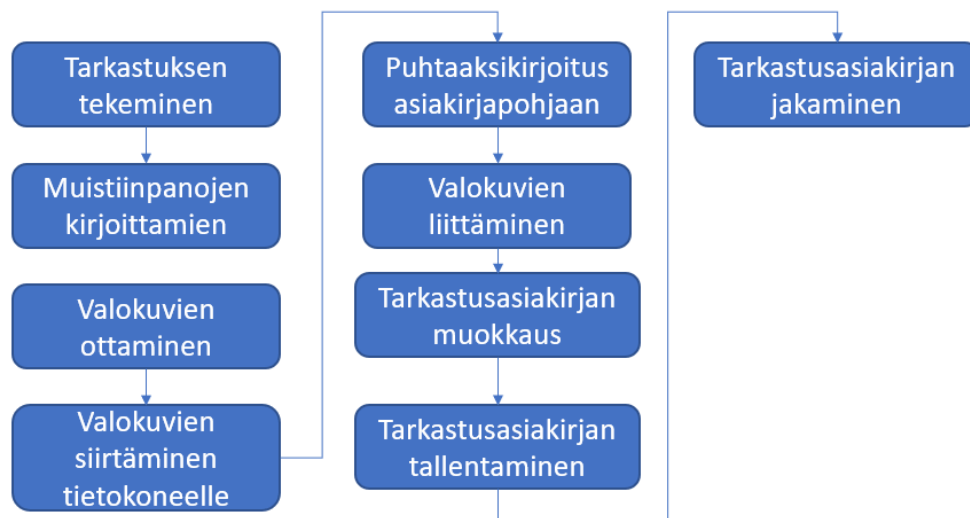 Tarkastuksen
tekeminen
Muistiinpanojen
kirjoittamien
Valokuvien
ottaminen
Valokuvien
siirtäminen
tietokoneelle
Puhtaaksikirjoitus
asiakirjapohjaan
Valokuvien
liittäminen
Tarkastusasiakirjan
muokkaus
Tarkastusasiakirjan
tallentaminen
Tarkastusasiakirjan
jakaminen